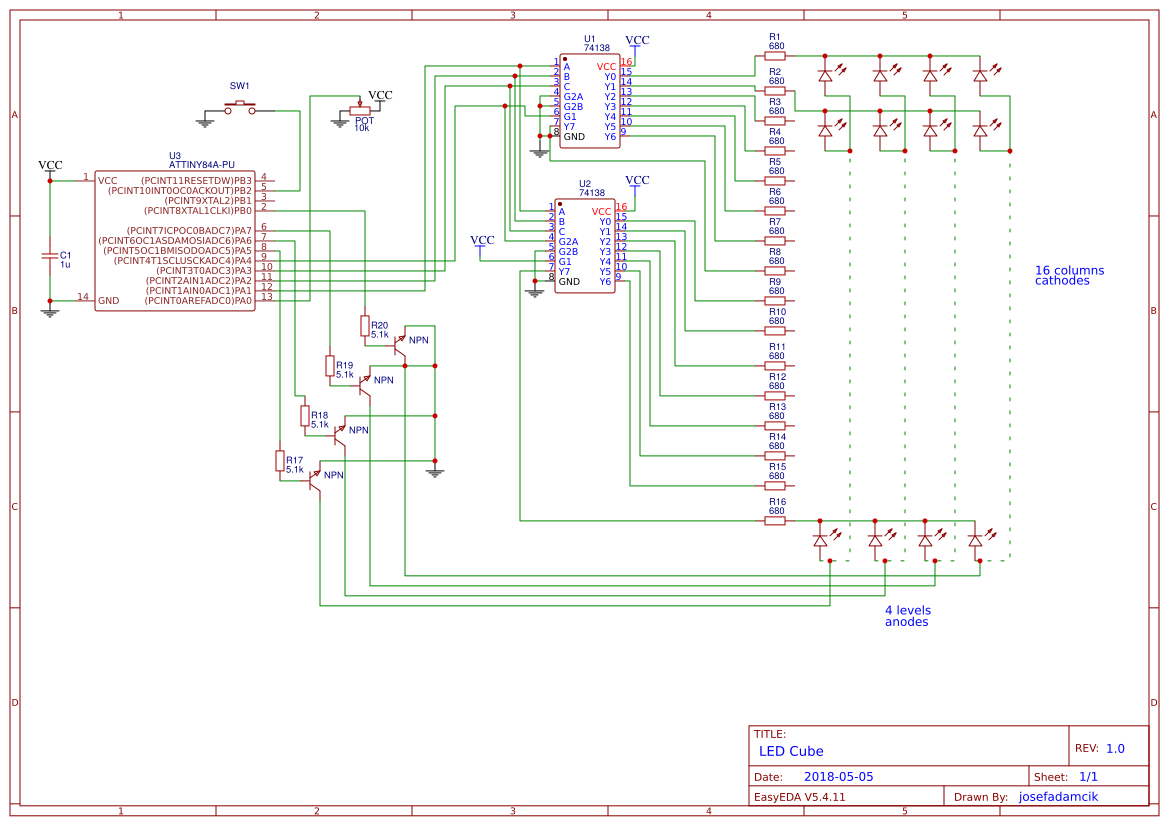 1 2 3 4 5
A
B
C
D
A
B
C
D
1 2 3 4 5
SW1
VCC
POT
10k
VCC
C1
1u
U3
ATTINY84A-PU
1 VCC
14 GND
(PCINT11RESETDW)PB3 4
(PCINT10INT0OC0ACKOUT)PB2 5
(PCINT9XTAL2)PB1 3
(PCINT8XTAL1CLKI)PB0 2
(PCINT7ICPOC0BADC7)PA7 6
(PCINT6OC1ASDAMOSIADC6)PA6 7
(PCINT5OC1BMISODOADC5)PA5 8
(PCINT4T1SCLUSCKADC4)PA4 9
(PCINT3T0ADC3)PA3 10
(PCINT2AIN1ADC2)PA2 11
(PCINT1AIN0ADC1)PA1 12
(PCINT0AREFADC0)PA0 13
R20
5.1k
NPN
R19
5.1k
NPN
R18
5.1k
NPN
R17
5.1k
NPN
U1
74138
VCC
1 A VCC 16
2 B Y0 15
3 C Y1 14
4 G2A Y2 13
5 G2B Y3 12
6 G1 Y4 11
7 Y7 Y5 10
8 GND Y6 9
U2
74138
VCC
VCC
1 A VCC 16
2 B Y0 15
3 C Y1 14
4 G2A Y2 13
5 G2B Y3 12
6 G1 Y4 11
7 Y7 Y5 10
8 GND Y6 9
R1
680
R2
680
R3
680
R4
680
R5
680
R6
680
R7
680
R8
680
R9
680
R10
680
R11
680
R12
680
R13
680
R14
680
R15
680
R16
680
16 columns
cathodes
4 levels
anodes
TITLE:
LED Cube
REV: 1.0
Date: 2018-05-05
Sheet: 1/1
EasyEDA V5.4.11
Drawn By: josefadamcik